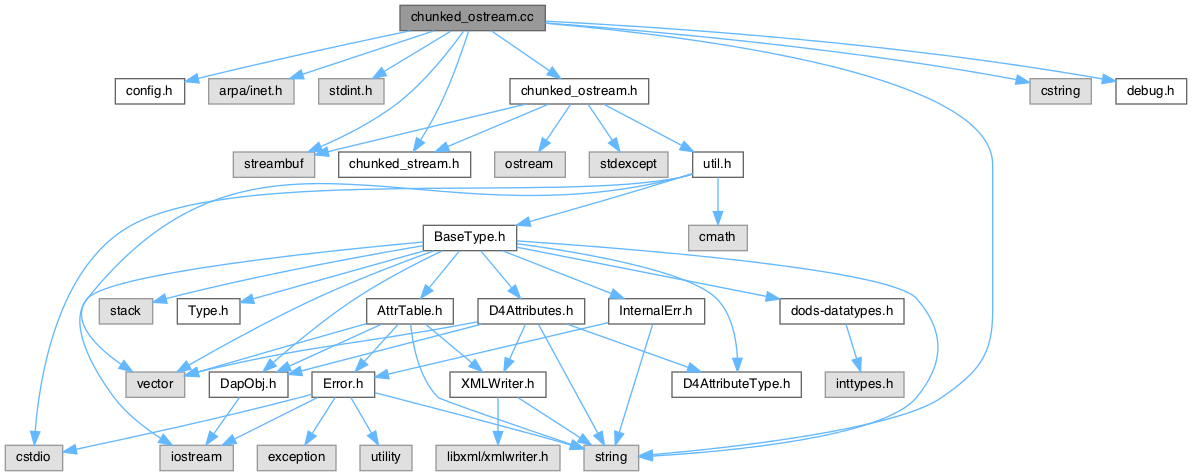 chunked_ostream.cc
config.h
arpa/inet.h
stdint.h
chunked_ostream.h
cstring
debug.h
streambuf
chunked_stream.h
ostream
stdexcept
util.h
BaseType.h
cmath
stack
Type.h
AttrTable.h
D4Attributes.h
InternalErr.h
dods-datatypes.h
vector
DapObj.h
Error.h
XMLWriter.h
D4AttributeType.h
inttypes.h
cstdio
iostream
exception
utility
libxml/xmlwriter.h
string